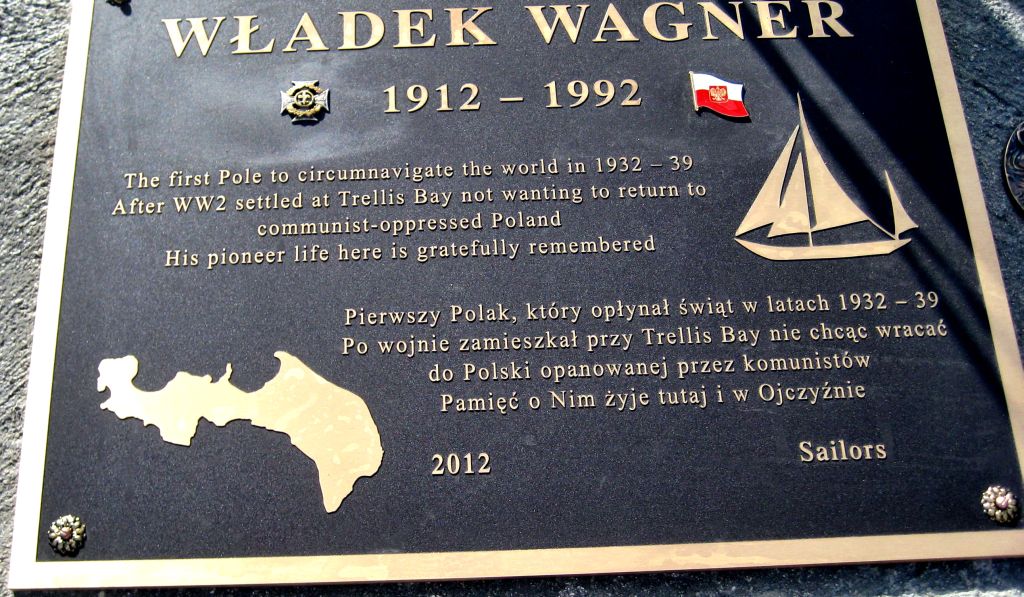 WŁADEK WAGNER
1912 – 1992
The first Pole to circumnavigate the world in 1932 – 39
After WW2 settled at Trellis Bay not wanting to return to
communist-oppressed Poland
His pioneer life here is gratefully remembered
Pierwszy Polak, który opłynął świąt w latach 1932 – 39
Po wojnie zamieszkał przy Trellis Bay nie chcąc wracać
do Polski opanowanej przez komunistów
Pamięć o Nim żyje tutaj i w Ojczyźnie
2012
Sailors